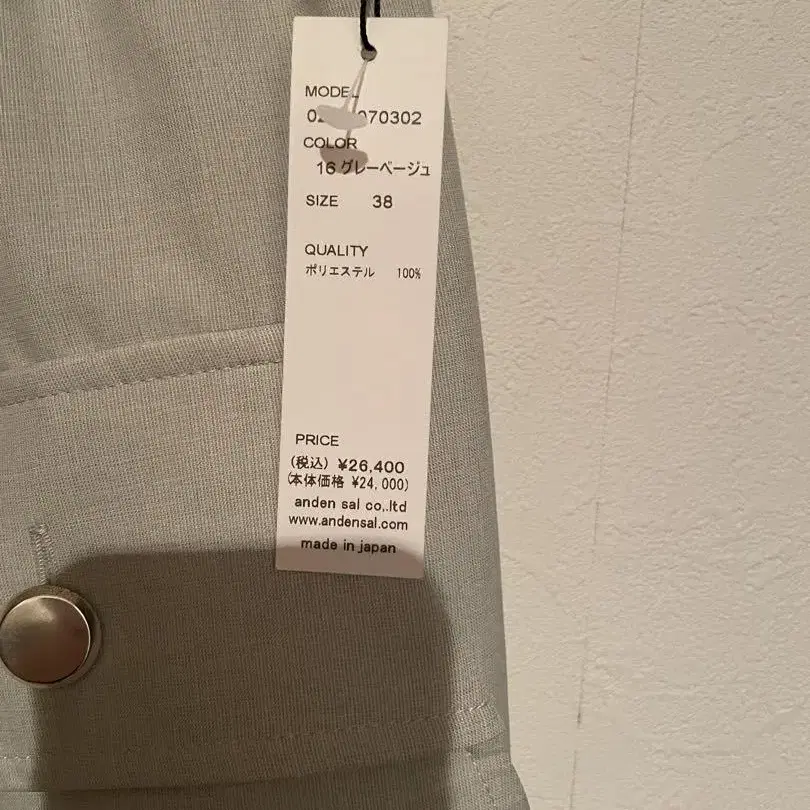 MODEL
COLOR
16 グレーベージュ
SIZE 38
QUALITY
ポリエステル 100%
PRICE
(税込) ¥26,400
(本体価格 ¥24,000)
anden sal co,.ltd
www.andensal.com
made in japan